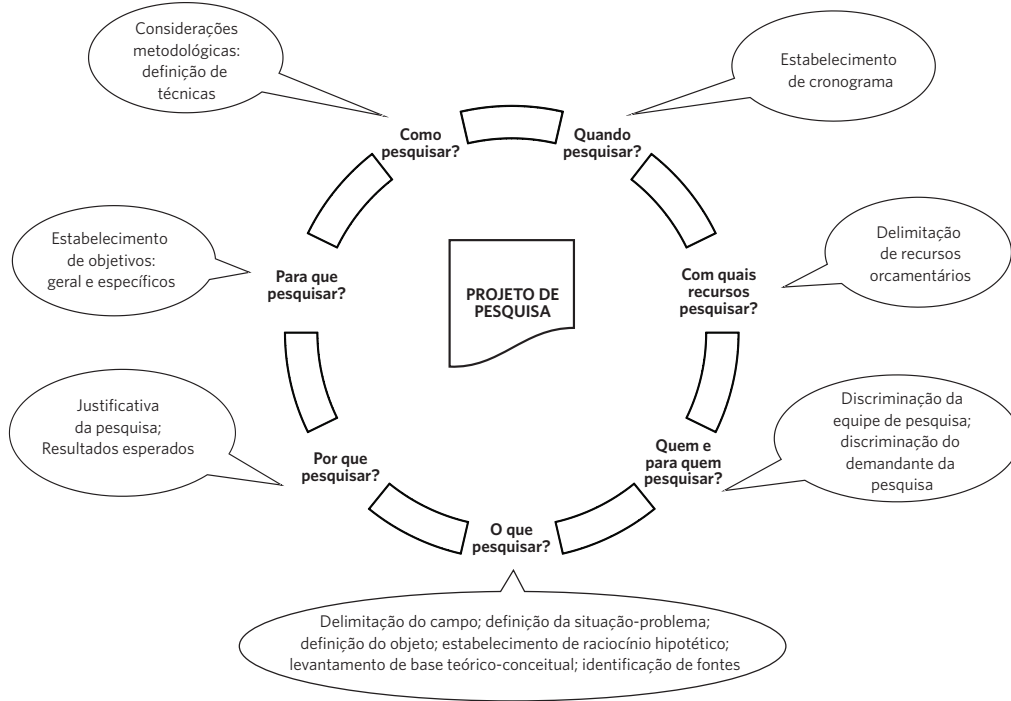 Considerações
metodológicas:
definição de
técnicas
Estabelecimento
de cronograma
Como
pesquisar?
Quando
pesquisar?
Estabelecimento
de objetivos:
geral e específicos
Para que
pesquisar?
PROJETO DE
PESQUISA
Com quais
recursos
pesquisar?
Delimitação
de recursos
orcamentários
Justificativa
da pesquisa;
Resultados esperados
Por que
pesquisar?
Quem e
para quem
pesquisar?
Discriminação da
equipe de pesquisa;
discriminação do
demandante da
pesquisa
O que
pesquisar?
Delimitação do campo; definição da situação-problema;
definição do objeto; estabelecimento de raciocínio hipotético;
levantamento de base teórico-conceitual; identificação de fontes